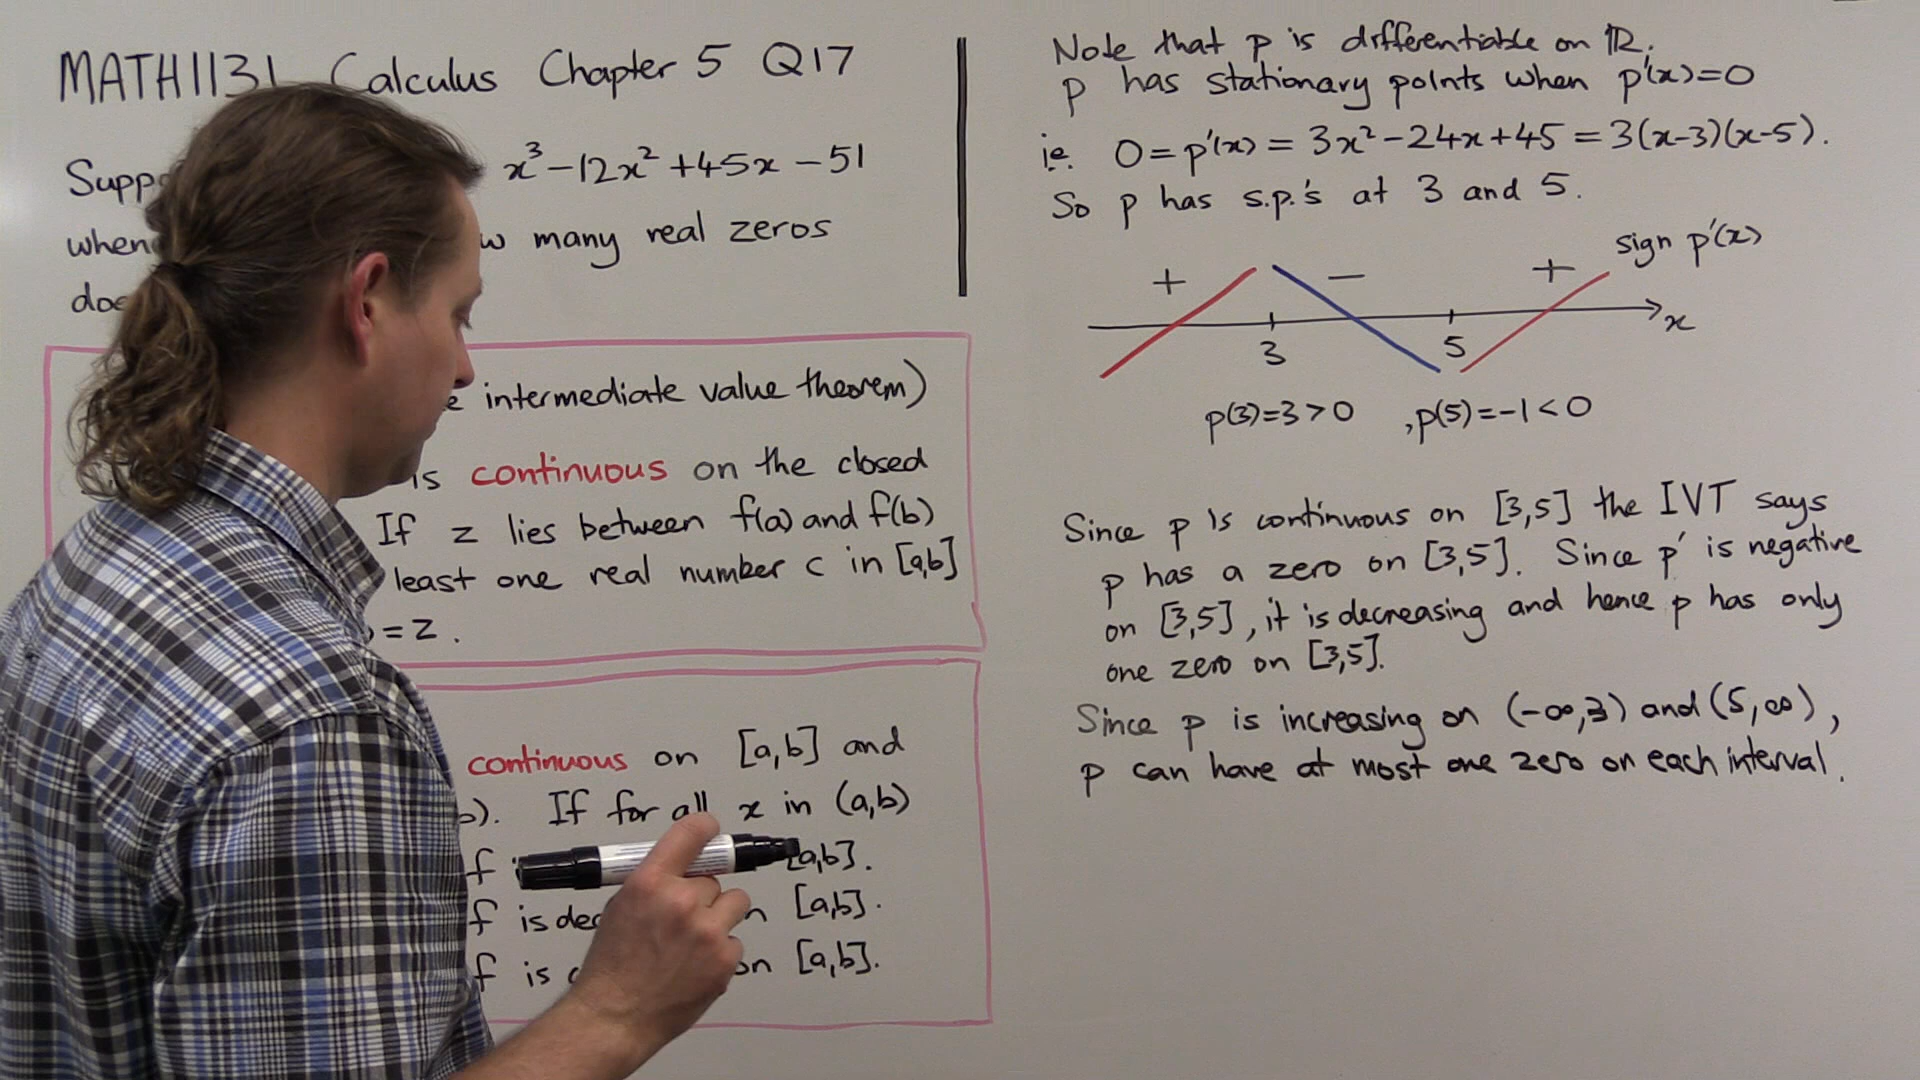 MATH1131 Calculus Chapter 5 Q17
x³-12x²+45x-51
many real zeros
intermediate value theorem)
is continuous on the closed
If z lies between f(a) and f(b)
least one real number c in [a,b]
=z.
continuous on [a,b] and
If for all x in (a,b)
f [a,b].
f is [a,b].
f is on [a,b].
Note that p is differentiable on ℝ.
p has stationary points when p'(x)=0
ie. 0=p'(x)=3x²-24x+45=3(x-3)(x-5).
So p has s.p.'s at 3 and 5.
sign p'(x)
+ - +
3 5 x
p(3)=3>0 ,p(5)=-1<0
Since p is continuous on [3,5] the IVT says
p has a zero on [3,5]. Since p' is negative
on [3,5], it is decreasing and hence p has only
one zero on [3,5].
Since p is increasing on (-∞,3) and (5,∞),
p can have at most one zero on each interval.